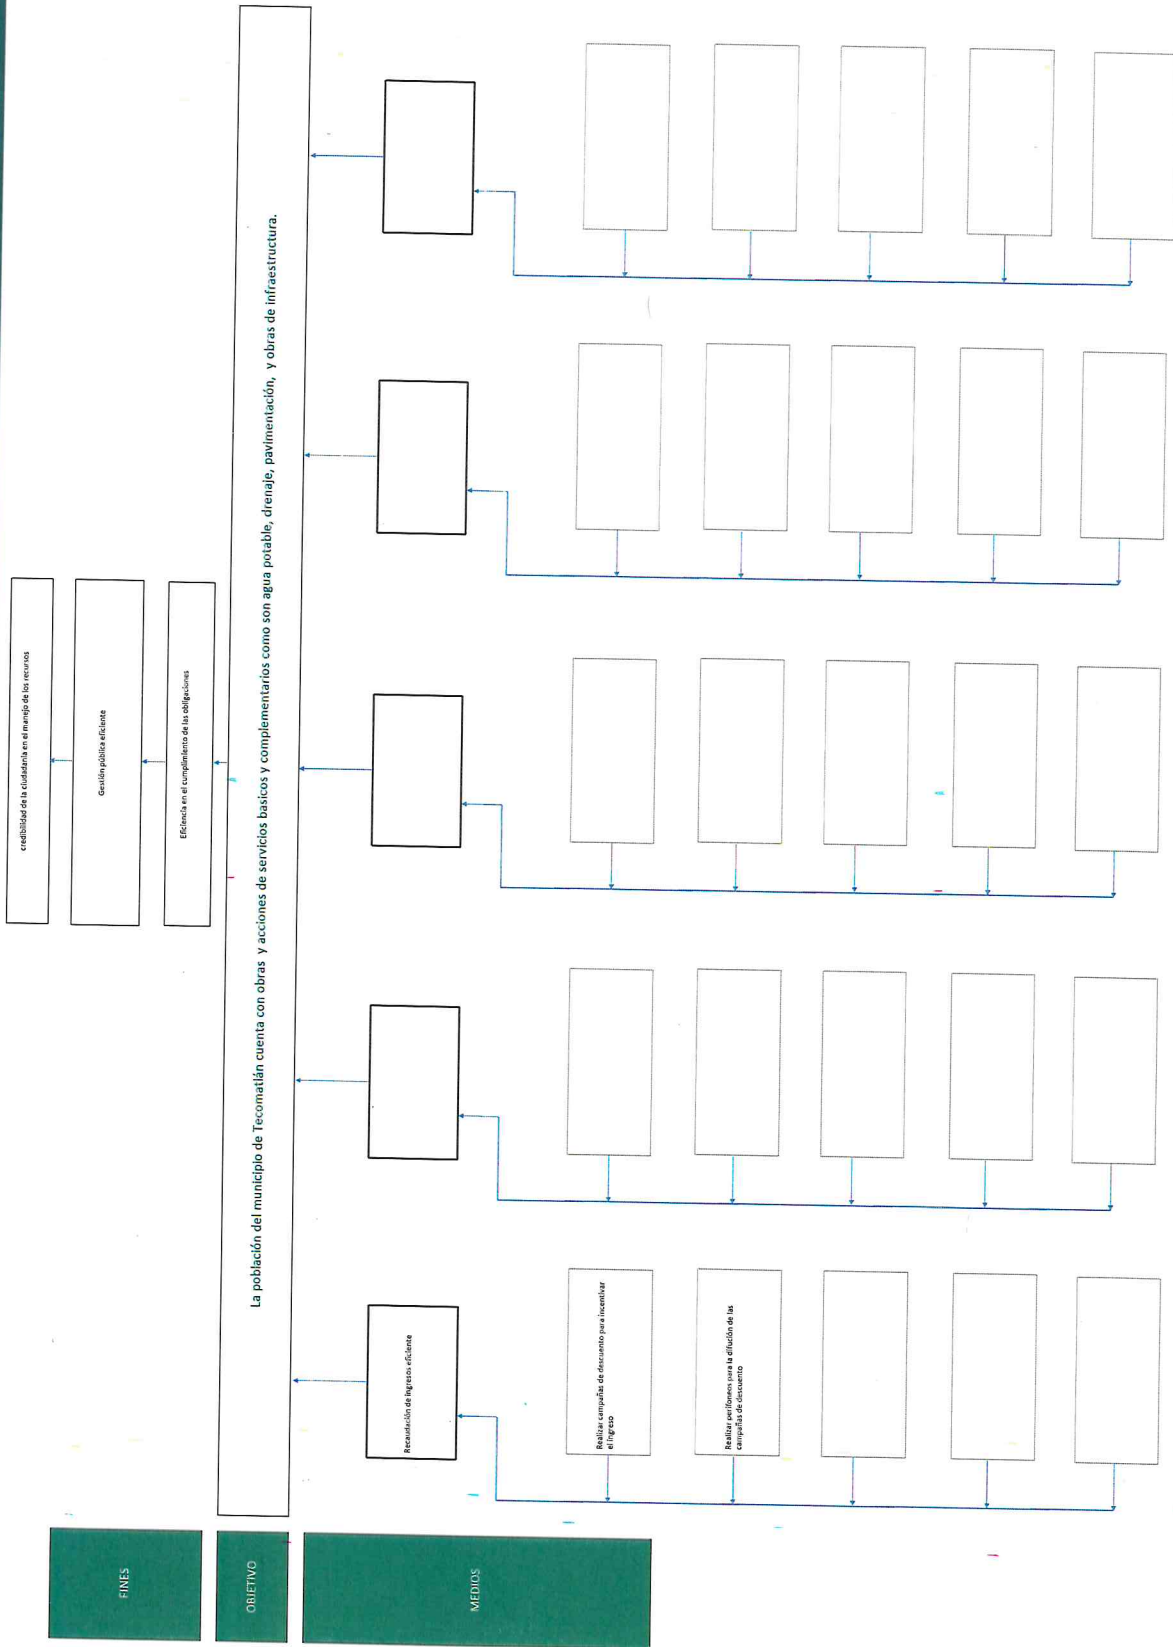 FINES
credibilidad de la ciudadanía en el manejo de los recursos
Gestión pública eficiente
Eficiencia en el cumplimiento de las obligaciones
OBJETIVO
La población del municipio de Tecomatlán cuenta con obras y acciones de servicios basicos y complementarios como son agua potable, drenaje, pavimentación, y obras de infraestructura.
MEDIOS
Recaudación de ingresos eficiente
Realizar campañas de descuento para incentivar
el ingreso
Realizar perifoneos para la difución de las
campañas de descuento